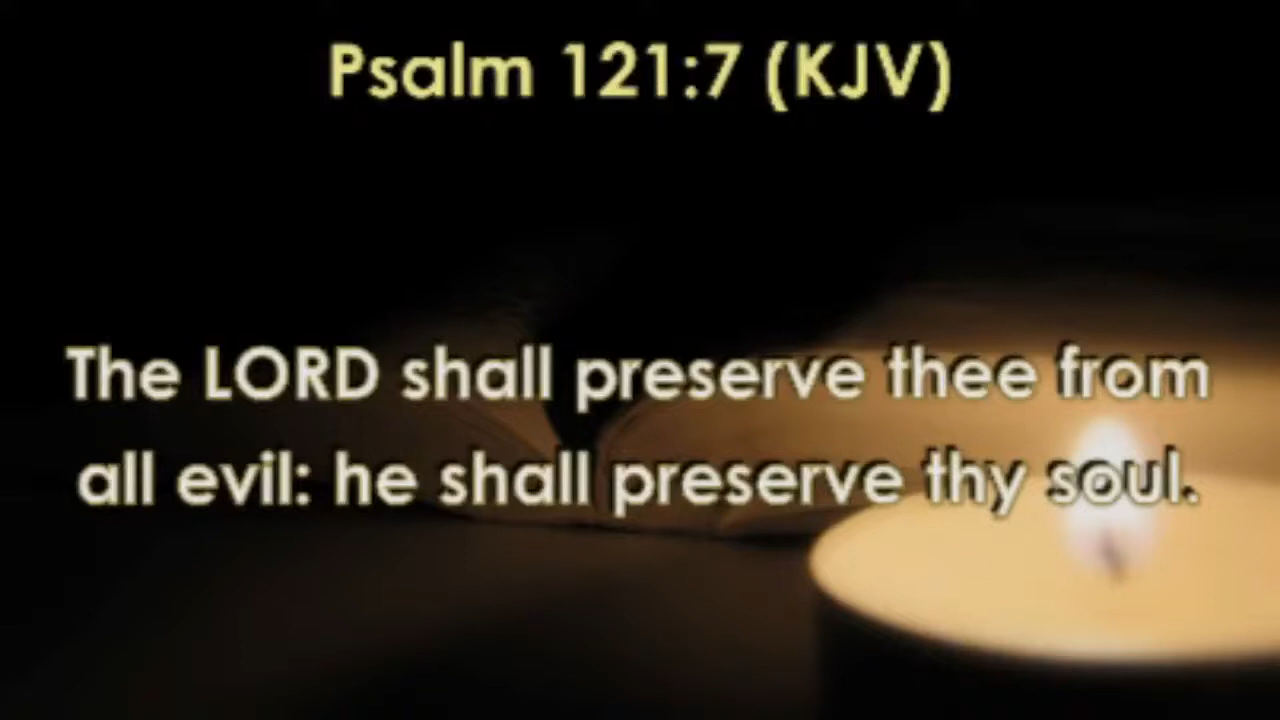 Psalm 121:7 (KJV)
The LORD shall preserve thee from
all evil: he shall preserve thy soul.